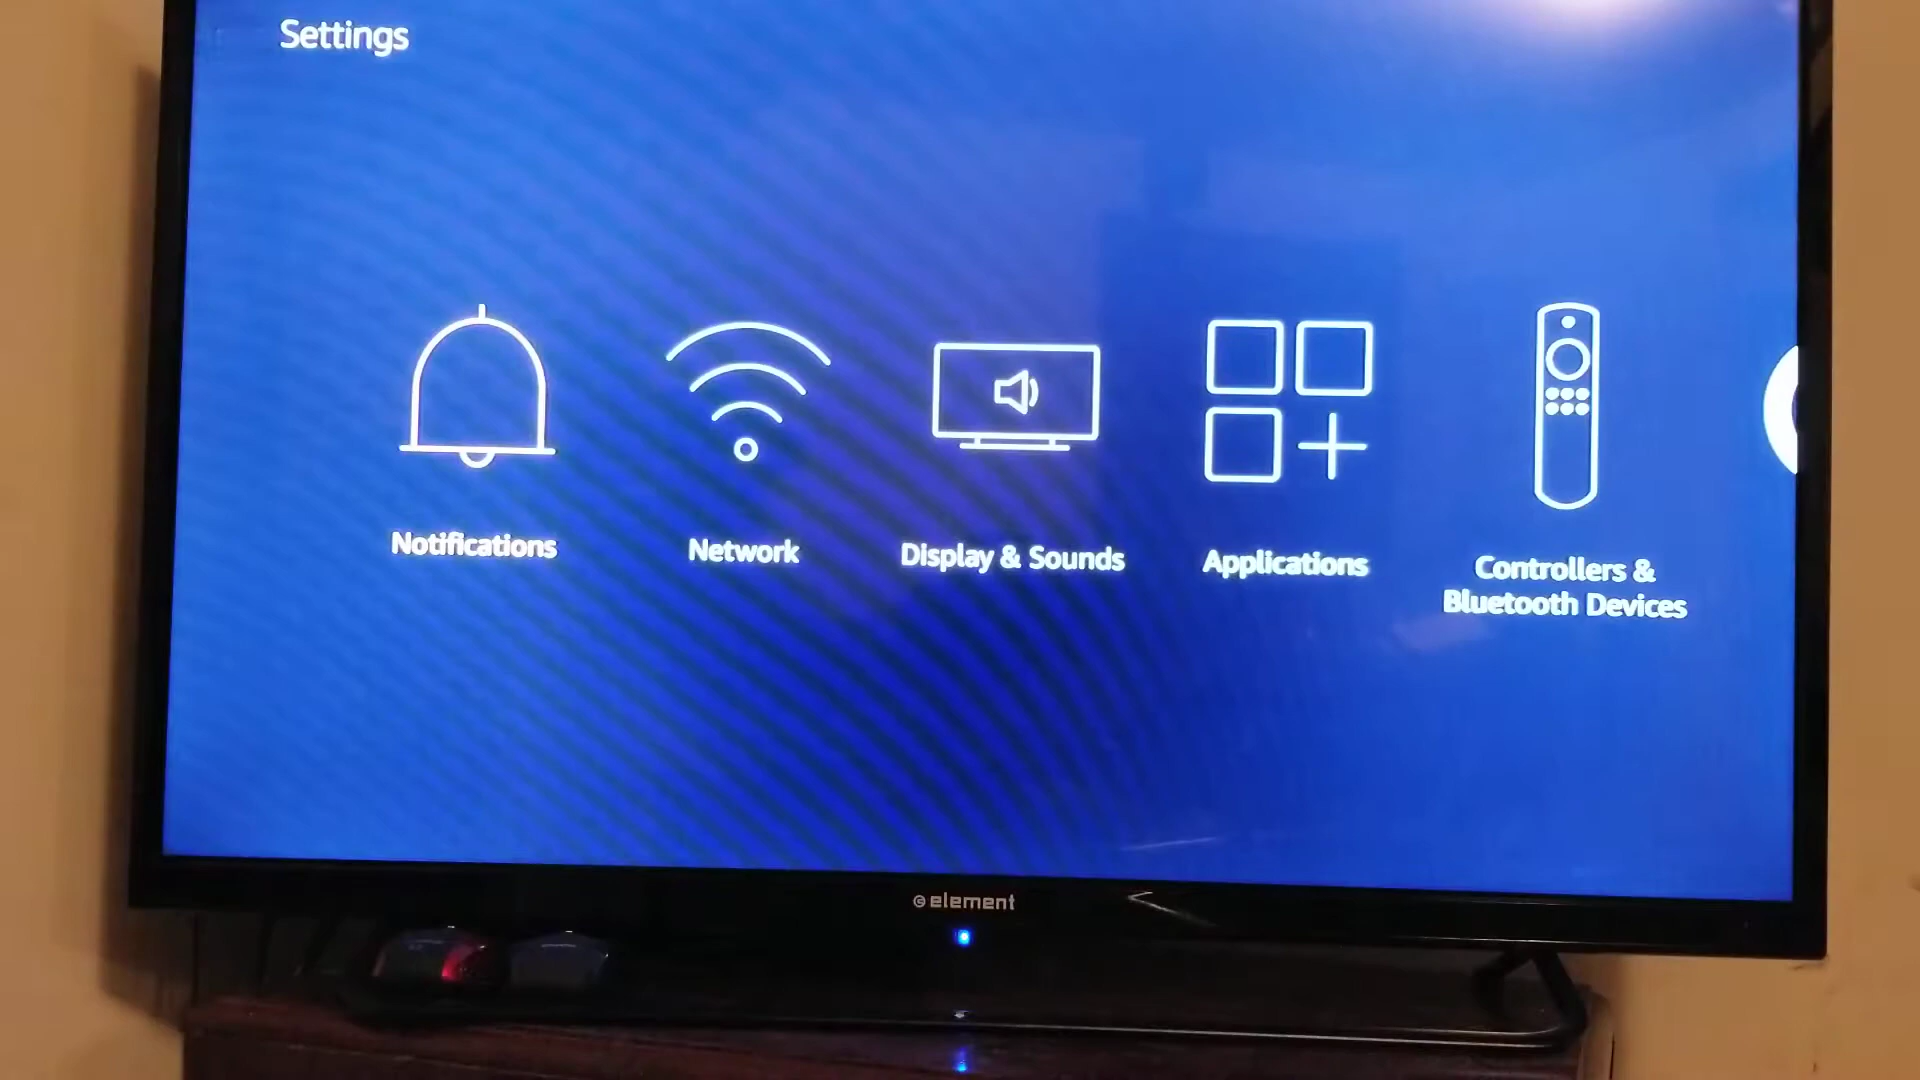 Settings
Notifications
Network
Display & Sounds
Applications
Controllers &
Bluetooth Devices
element